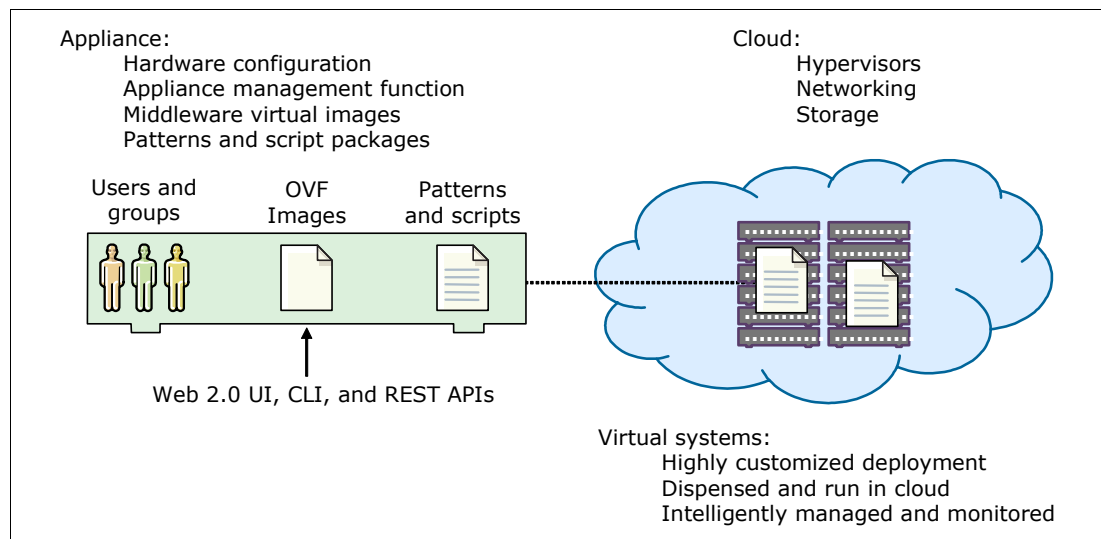 Appliance:
Hardware configuration
Appliance management function
Middleware virtual images
Patterns and script packages
Cloud:
Hypervisors
Networking
Storage
Users and
groups
OVF
Images
Patterns
and scripts
Web 2.0 UI, CLI, and REST APIs
Virtual systems:
Highly customized deployment
Dispensed and run in cloud
Intelligently managed and monitored